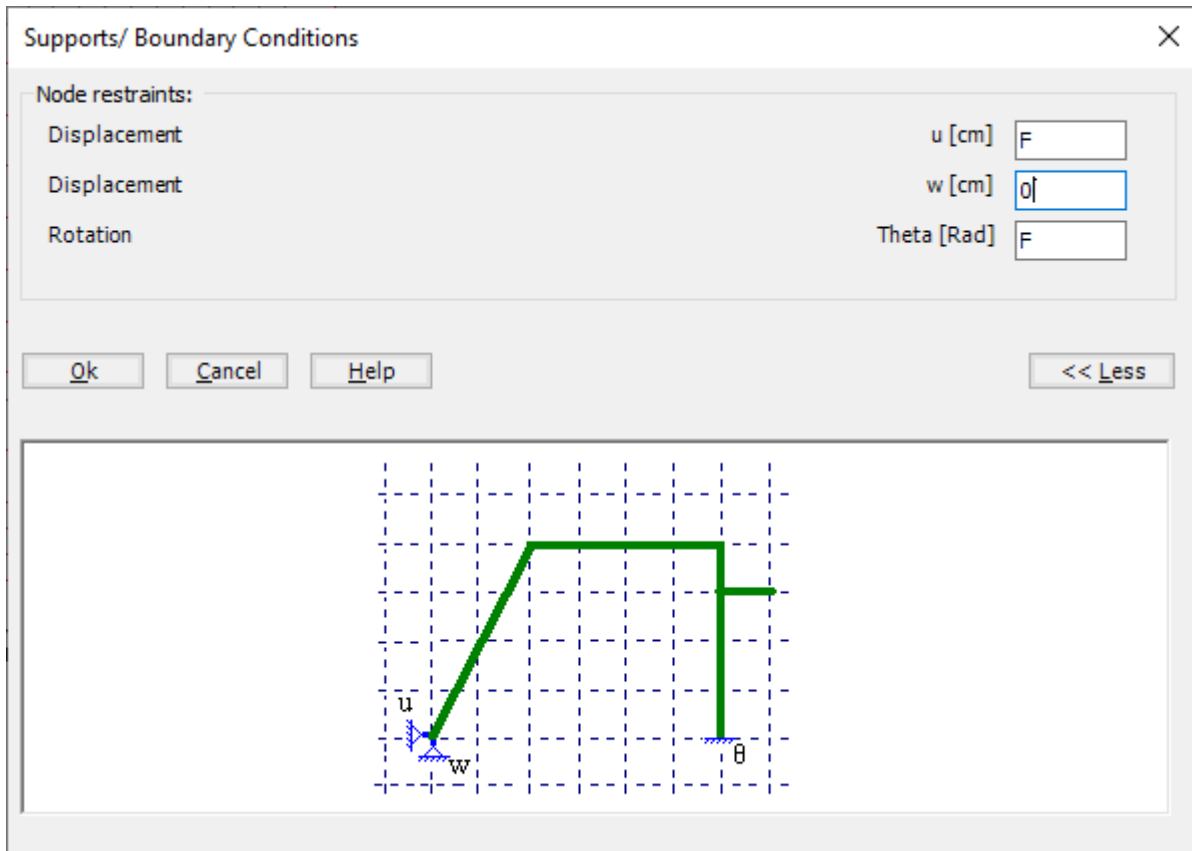 Supports/ Boundary Conditions
Node restraints:
Displacement u [cm] F
Displacement w [cm] 0
Rotation Theta [Rad] F
Ok Cancel Help << Less
u
w θ